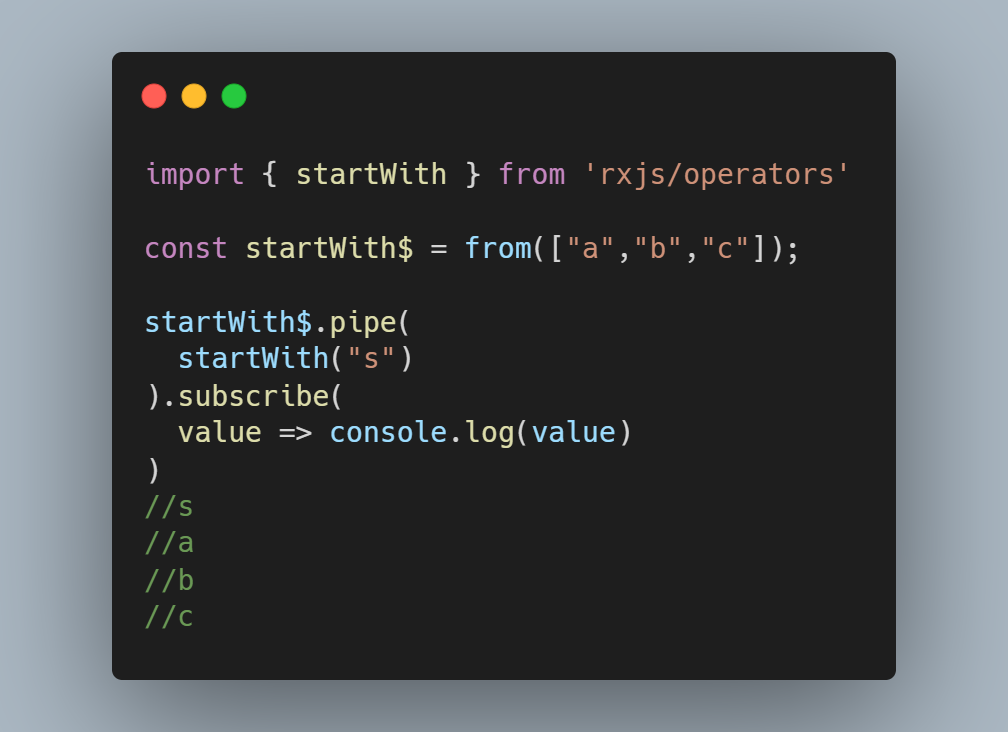 import { startWith } from 'rxjs/operators'
const startWith$ = from(["a","b","c"]);
startWith$.pipe(
  startWith("s")
).subscribe(
  value => console.log(value)
)
//s
//a
//b
//c